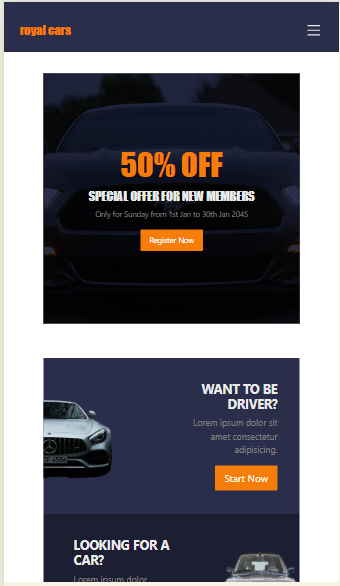 royal cars
50% OFF
SPECIAL OFFER FOR NEW MEMBERS
Only for Sunday from 1st Jan to 30th Jan 2045
Register Now
WANT TO BE
DRIVER?
Lorem ipsum dolor sit
amet consectetur
adipisicing.
Start Now
LOOKING FOR A
CAR?
Lorem ipsum dolor